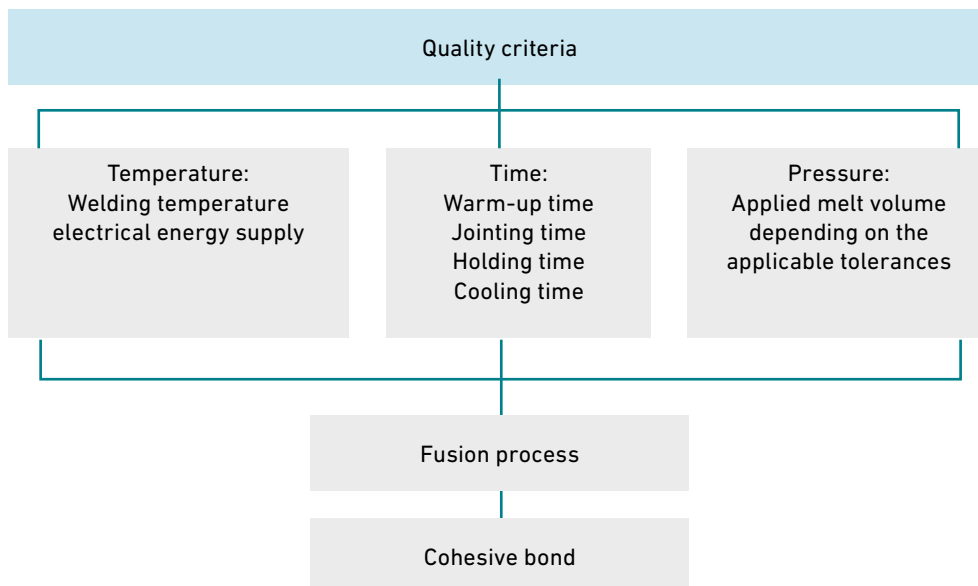 Quality criteria
Temperature:
Welding temperature
electrical energy supply
Time:
Warm-up time
Jointing time
Holding time
Cooling time
Pressure:
Applied melt volume
depending on the
applicable tolerances
Fusion process
Cohesive bond